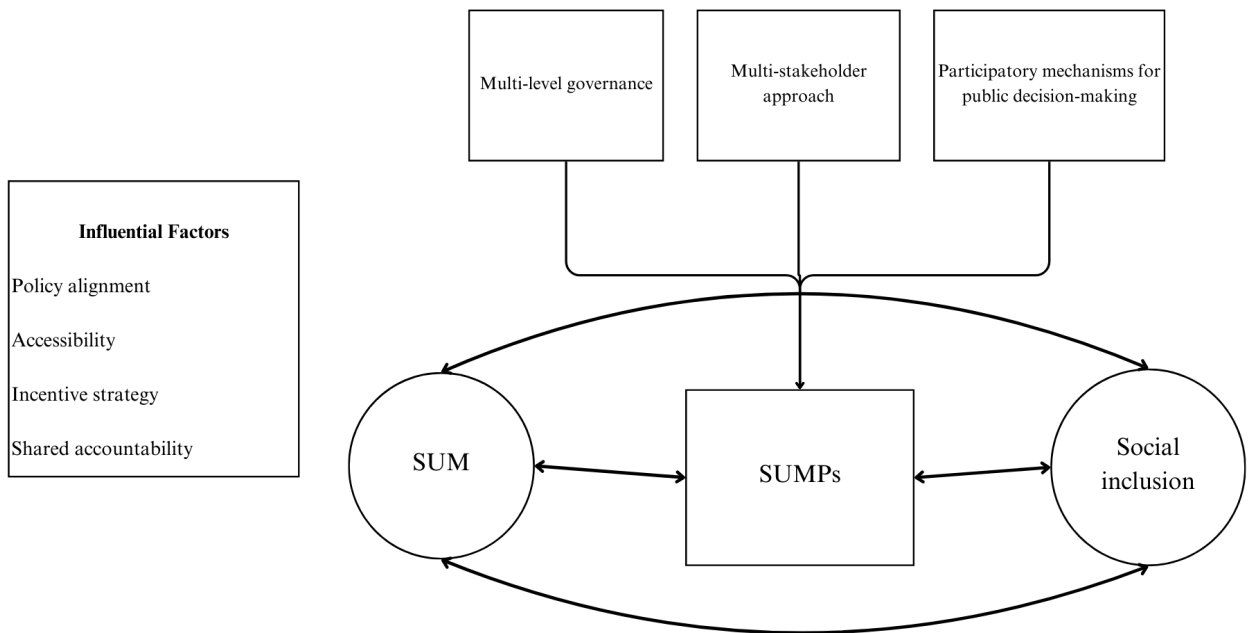 Multi-level governance
Multi-stakeholder
approach
Participatory mechanisms for
public decision-making
Influential Factors
Policy alignment
Accessibility
Incentive strategy
Shared accountability
SUM
SUMPs
Social
inclusion